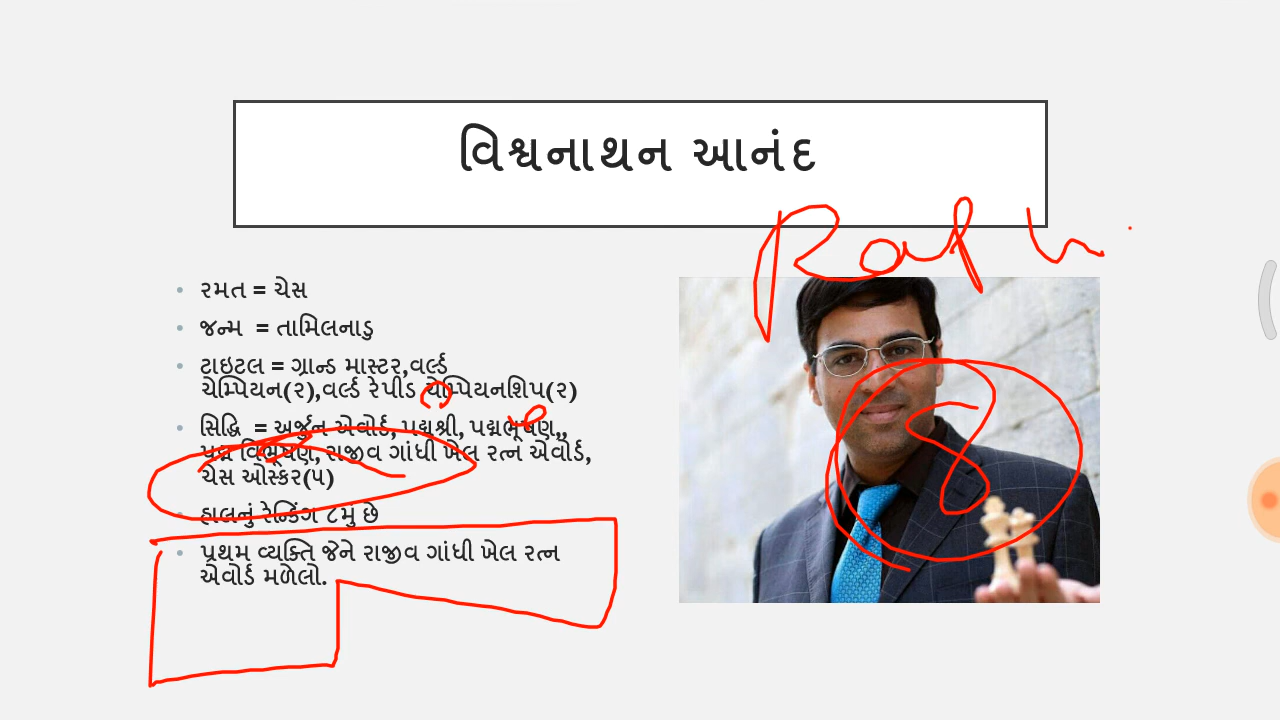 વિશ્વનાથન આનંદ
રમત = ચેસ
જન્મ = તામિલનાડુ
ટાઇટલ = ગ્રાન્ડ માસ્ટર,વર્લ્ડ
ચેમ્પિયન(૨),વર્લ્ડ રેપીડ ચેમ્પિયનશિપ(૨)
સિદ્ધિ = અર્જુન એવોર્ડ, પદ્મશ્રી, પદ્મભૂષણ,,
પદ્મ વિભૂષણ, રાજીવ ગાંધી ખેલ રત્ન એવોર્ડ,
ચેસ ઓસ્કર(૫)
હાલનું રેન્કિંગ ૮મુ છે
પ્રથમ વ્યક્તિ જેને રાજીવ ગાંધી ખેલ રત્ન
એવોર્ડ મળેલો.
8